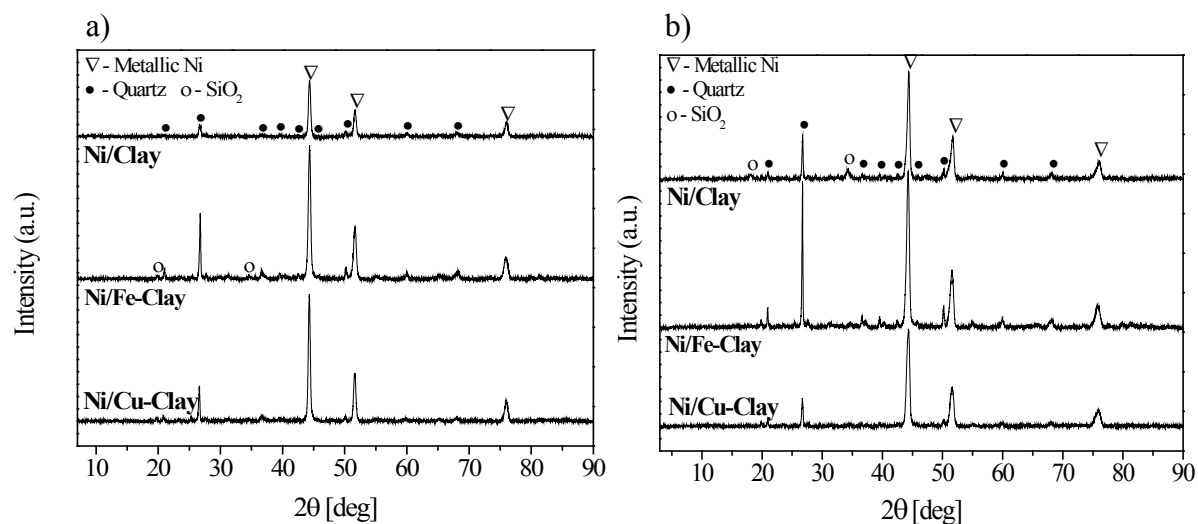 a)
▽ - Metallic Ni
● - Quartz o - SiO₂
Ni/Clay
Ni/Fe-Clay
Ni/Cu-Clay
Intensity (a.u.)
10 20 30 40 50 60 70 80 90
2θ [deg]
b)
▽ - Metallic Ni
● - Quartz
o - SiO₂
Ni/Clay
Ni/Fe-Clay
Ni/Cu-Clay
Intensity (a.u.)
10 20 30 40 50 60 75 80 90
2θ [deg]